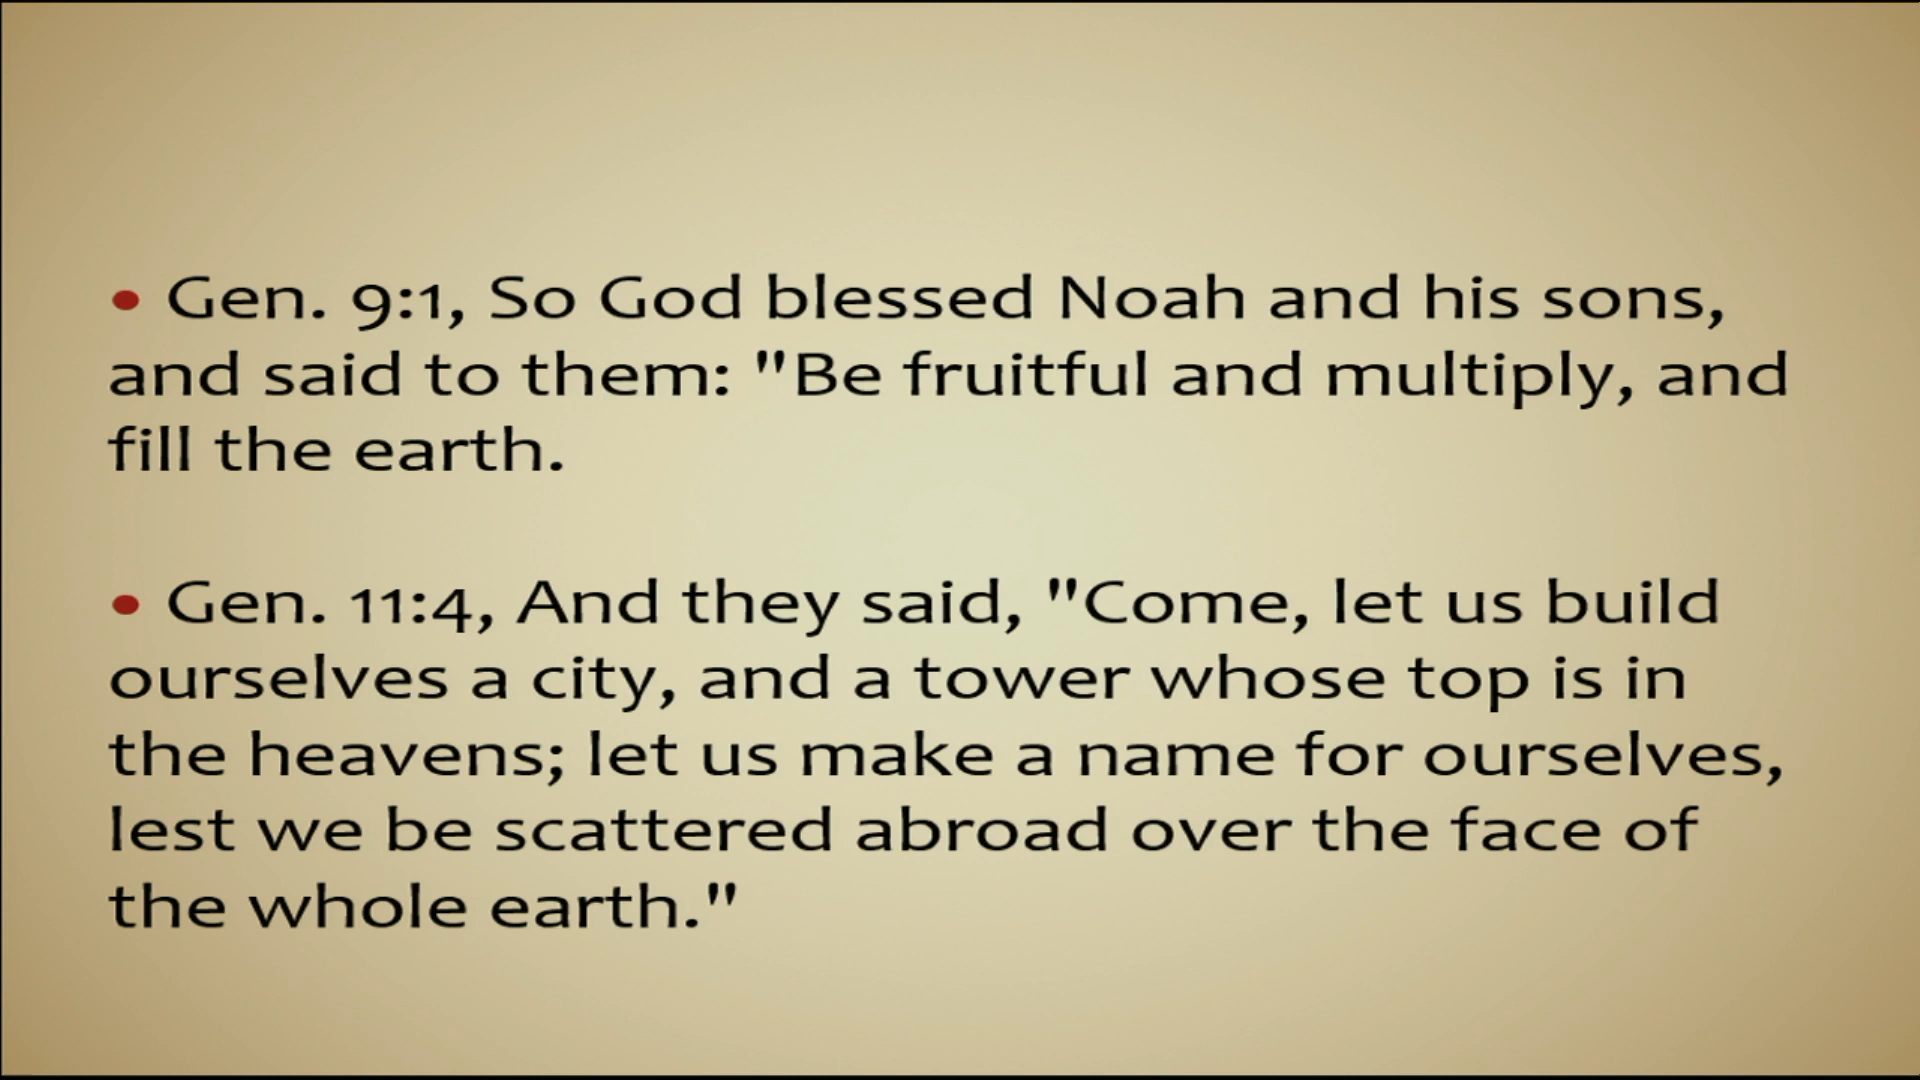 • Gen. 9:1, So God blessed Noah and his sons,
and said to them: "Be fruitful and multiply, and
fill the earth.
• Gen. 11:4, And they said, "Come, let us build
ourselves a city, and a tower whose top is in
the heavens; let us make a name for ourselves,
lest we be scattered abroad over the face of
the whole earth."